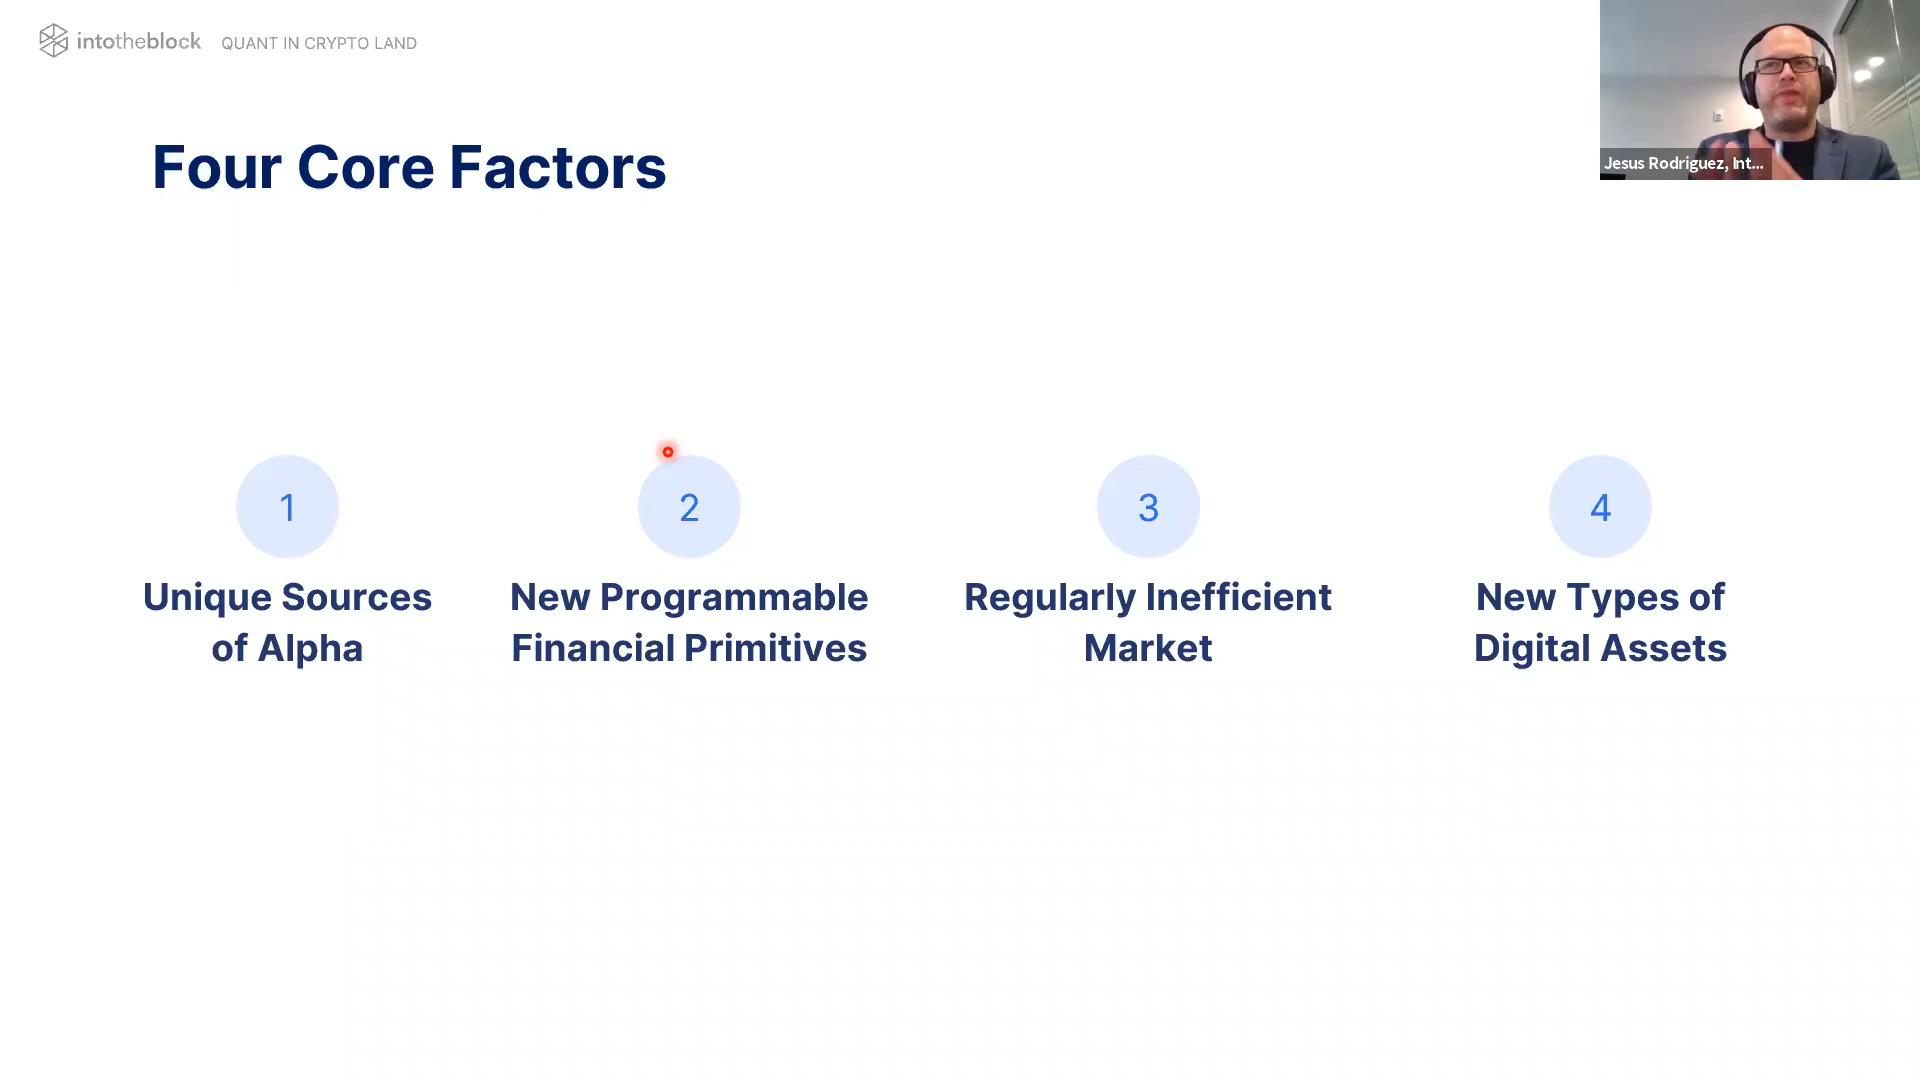 intotheblock QUANT IN CRYPTO LAND
Jesus Rodriguez, Int...
Four Core Factors
1
2
3
4
Unique Sources
of Alpha
New Programmable
Financial Primitives
Regularly Inefficient
Market
New Types of
Digital Assets